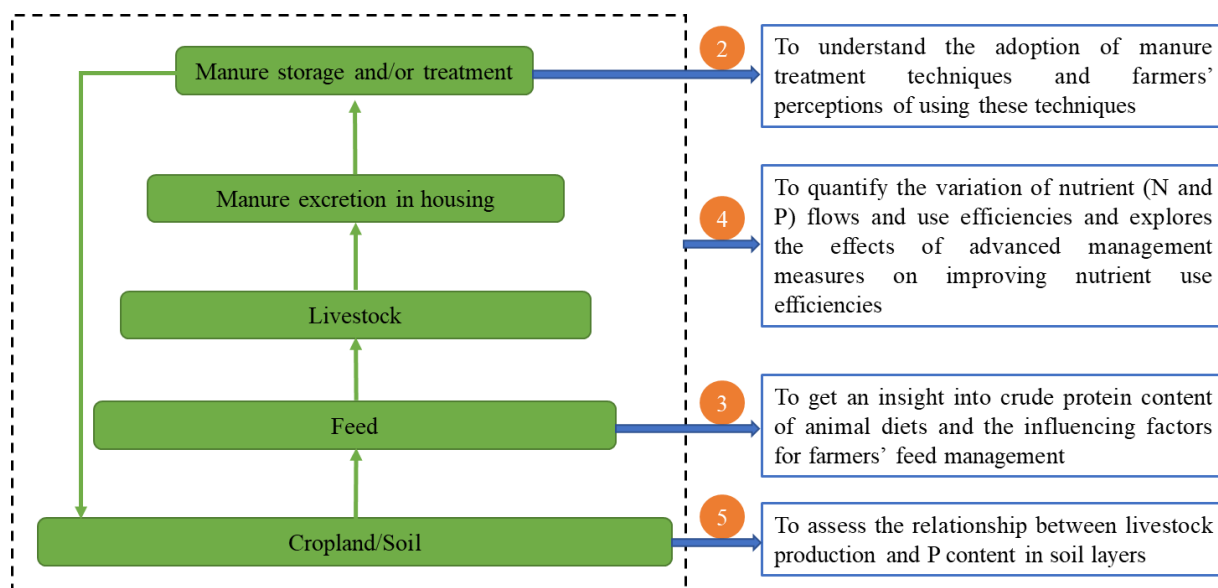 Manure storage and/or treatment
2
To understand the adoption of manure
treatment techniques and farmers’
perceptions of using these techniques
Manure excretion in housing
4
To quantify the variation of nutrient (N and
P) flows and use efficiencies and explores
the effects of advanced management
measures on improving nutrient use
efficiencies
Livestock
Feed
3
To get an insight into crude protein content
of animal diets and the influencing factors
for farmers’ feed management
Cropland/Soil
5
To assess the relationship between livestock
production and P content in soil layers